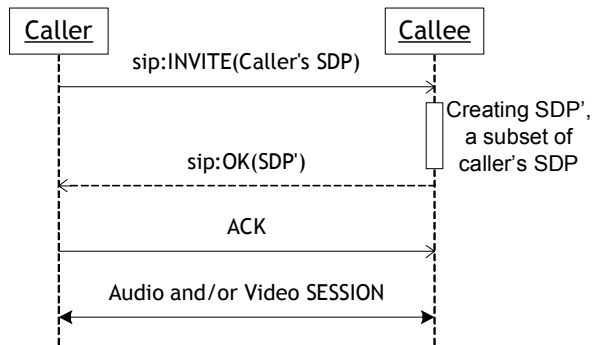 Caller
Callee
sip:INVITE(Caller's SDP)
Creating SDP’,
a subset of
caller’s SDP
sip:OK(SDP')
ACK
Audio and/or Video SESSION